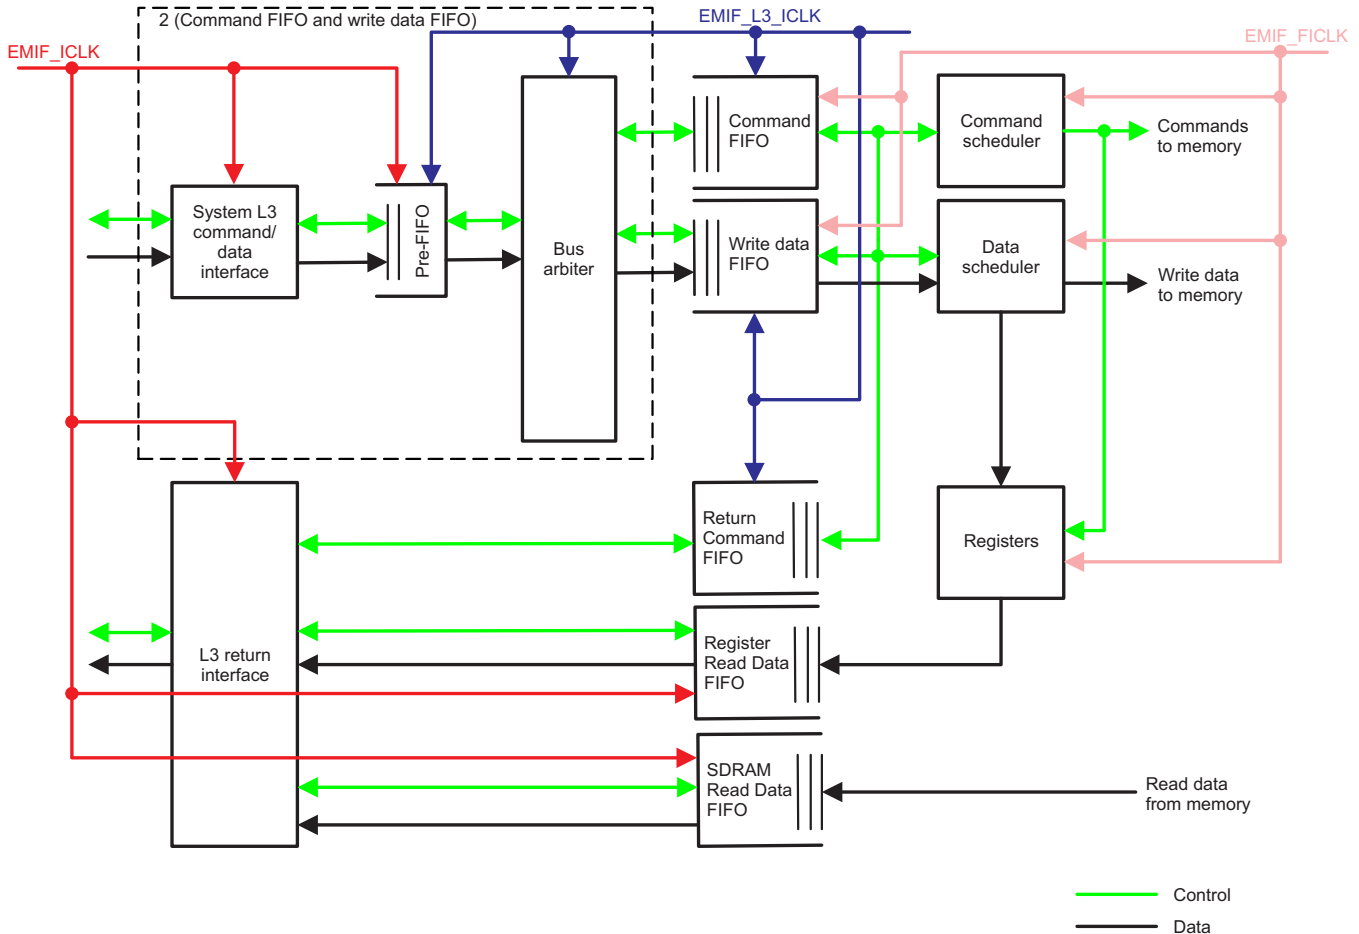 2 (Command FIFO and write data FIFO)
EMIF_L3_ICLK
EMIF_FICLK
EMIF_ICLK
Command
FIFO
Command
scheduler
Commands
to memory
System L3
command/
data
interface
Pre-FIFO
Bus
arbiter
Write data
FIFO
Data
scheduler
Write data
to memory
Return
Command
FIFO
Registers
L3 return
interface
Register
Read Data
FIFO
SDRAM
Read Data
FIFO
Read data
from memory
Control
Data